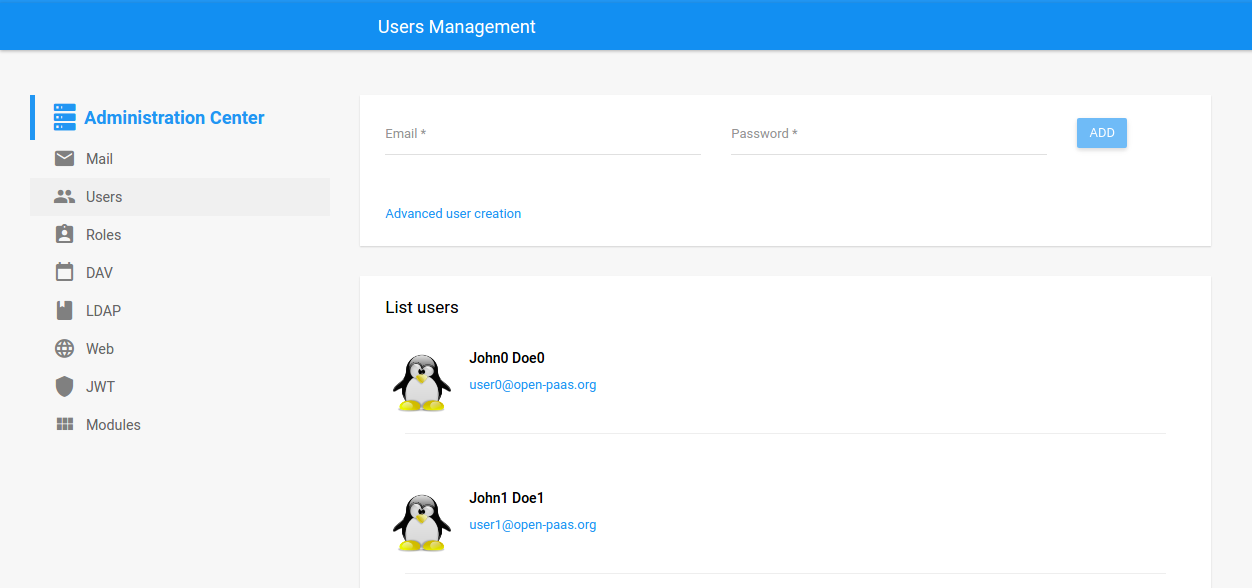 Users Management
Administration Center
Mail
Users
Roles
DAV
LDAP
Web
JWT
Modules
Email *
Password *
ADD
Advanced user creation
List users
John0 Doe0
user0@open-paas.org
John1 Doe1
user1@open-paas.org